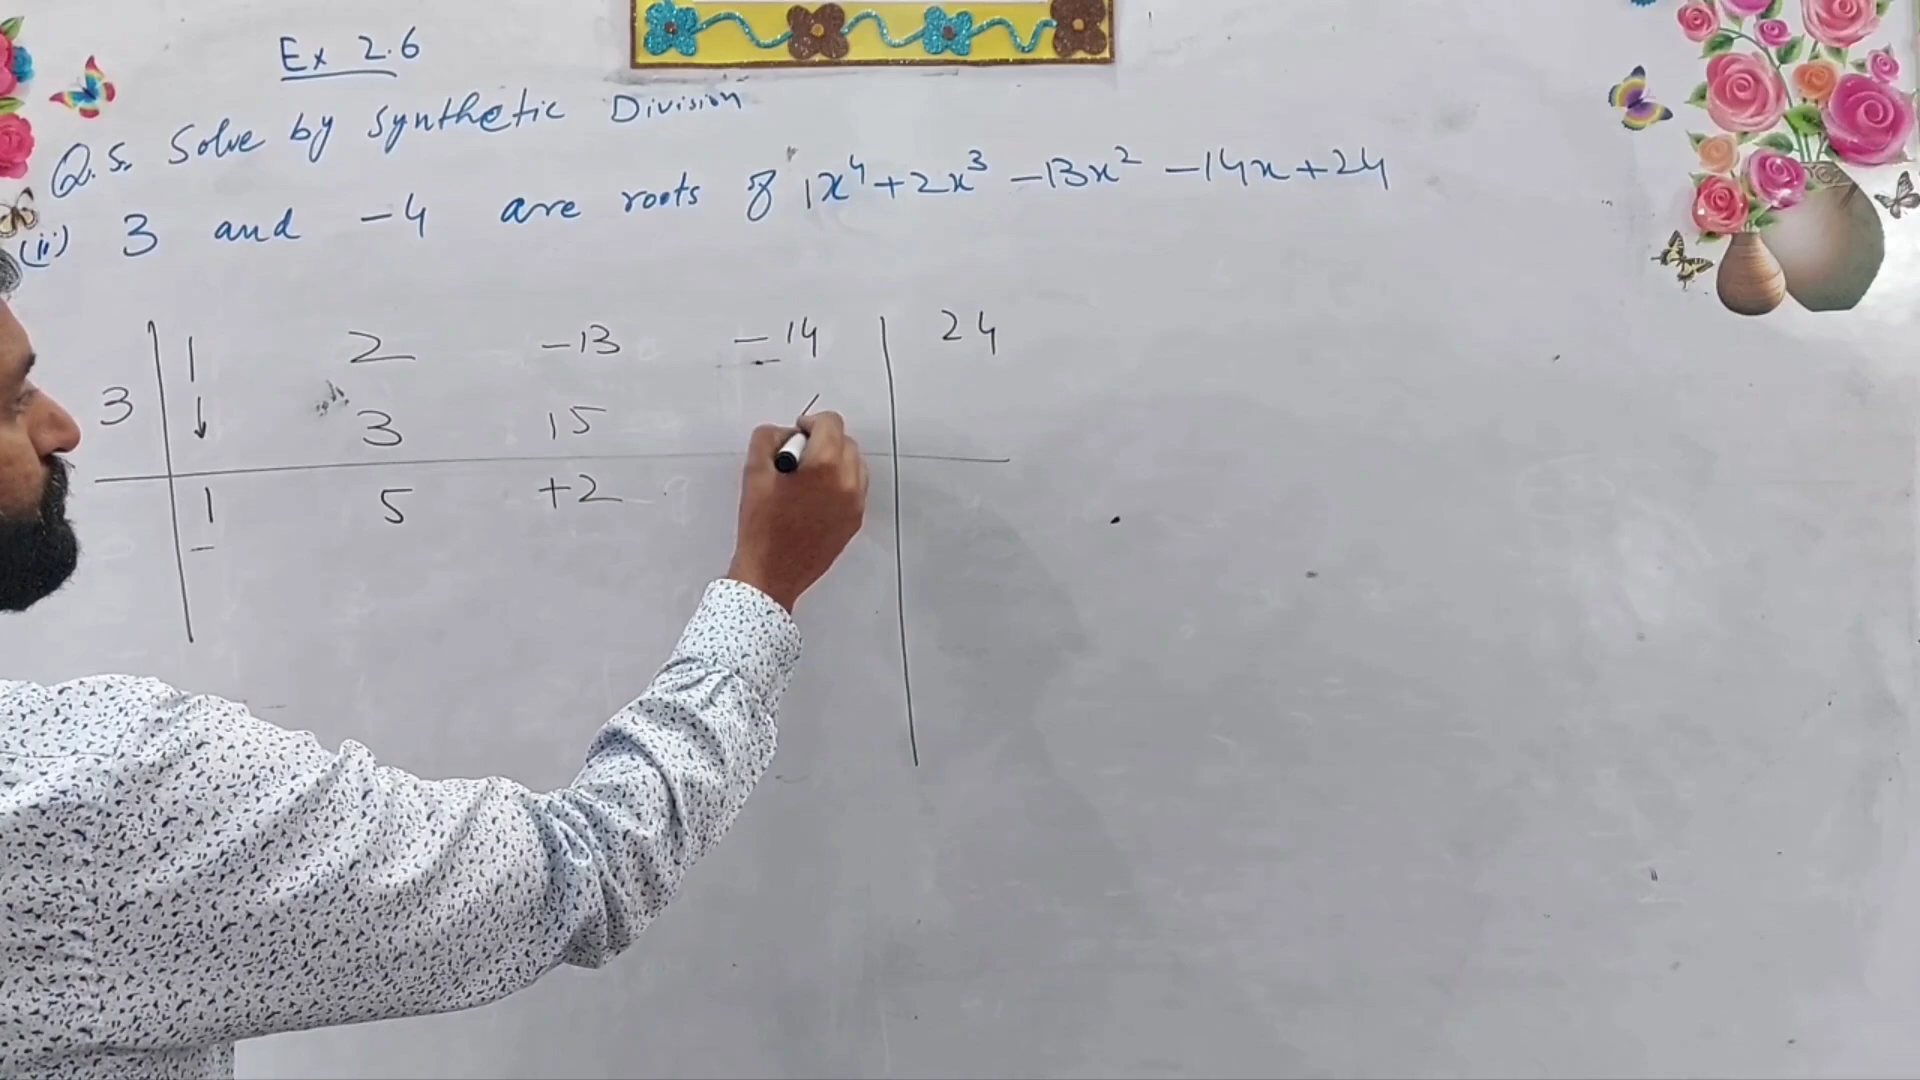 Ex 2.6
Q.5. Solve by Synthetic Division
(ii) 3 and -4 are roots of 1x⁴+2x³-13x²-14x+24
1 2 -13 -14 24
3 ↓ 3 15
1 5 +2